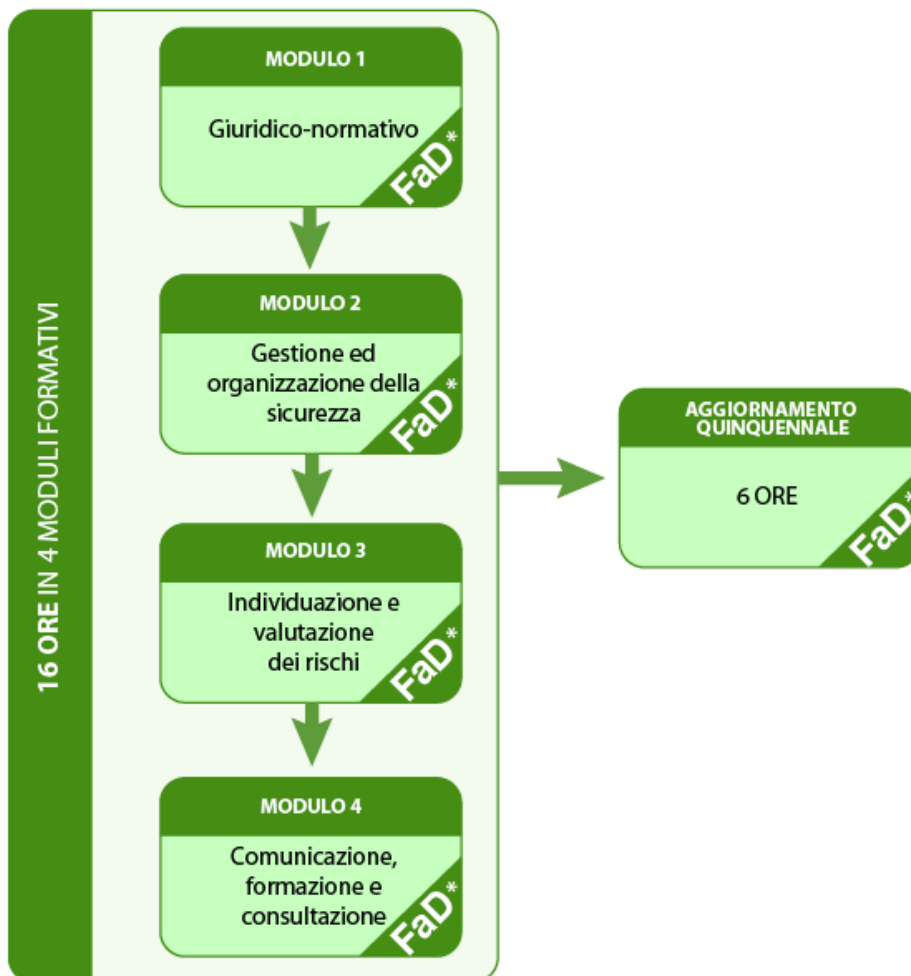 16 ORE IN 4 MODULI FORMATIVI
MODULO 1
Giuridico-normativo
FaD*
MODULO 2
Gestione ed
organizzazione della
sicurezza
FaD*
MODULO 3
Individuazione e
valutazione
dei rischi
FaD*
MODULO 4
Comunicazione,
formazione e
consultazione
FaD*
AGGIORNAMENTO
QUINQUENNALE
6 ORE
FaD*